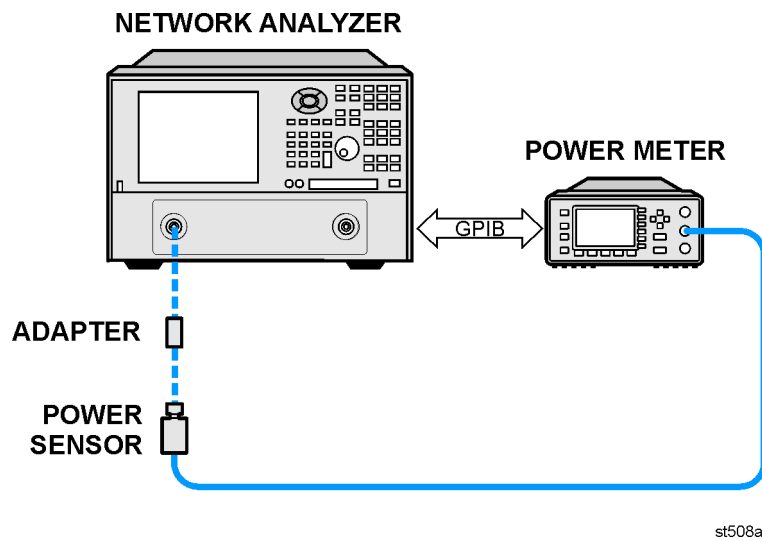 NETWORK ANALYZER
POWER METER
GPIB
ADAPTER
POWER
SENSOR
st508a